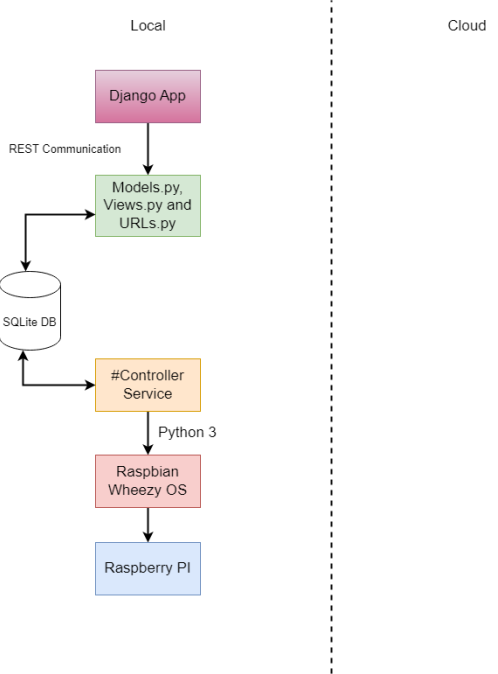 Local
Cloud
Django App
REST Communication
Models.py,
Views.py and
URLs.py
SQLite DB
#Controller
Service
Python 3
Raspbian
Wheezy OS
Raspberry PI